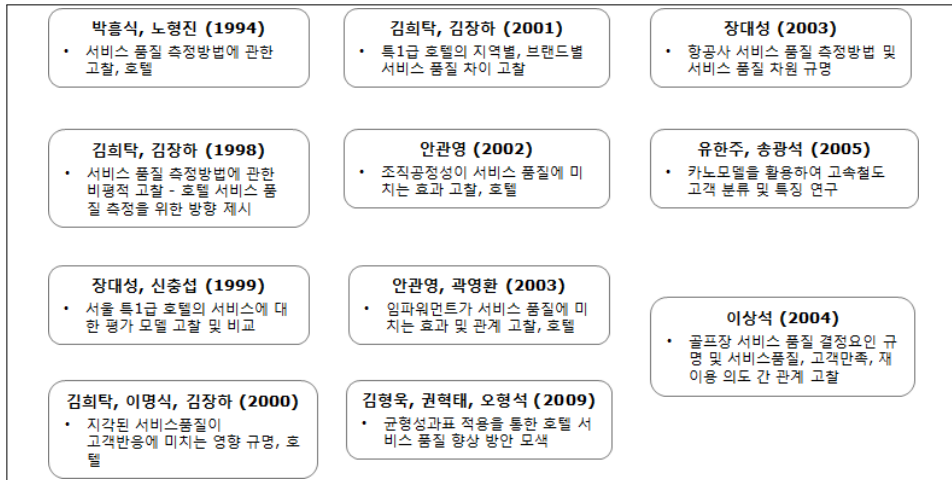 박흥식, 노형진 (1994)
• 서비스 품질 측정방법에 관한
고찰, 호텔
김희탁, 김장하 (1998)
• 서비스 품질 측정방법에 관한
비평적 고찰 - 호텔 서비스 품
질 측정을 위한 방향 제시
장대성, 신충섭 (1999)
• 서울 특1급 호텔의 서비스에 대
한 평가 모델 고찰 및 비교
김희탁, 이명식, 김장하 (2000)
• 지각된 서비스품질이
고객반응에 미치는 영향 규명, 호
텔
김희탁, 김장하 (2001)
• 특1급 호텔의 지역별, 브랜드별
서비스 품질 차이 고찰
안관영 (2002)
• 조직공정성이 서비스 품질에 미
치는 효과 고찰, 호텔
안관영, 곽영환 (2003)
• 임파워먼트가 서비스 품질에 미
치는 효과 및 관계 고찰, 호텔
김형욱, 권혁태, 오형석 (2009)
• 균형성과표 적용을 통한 호텔 서
비스 품질 향상 방안 모색
장대성 (2003)
• 항공사 서비스 품질 측정방법 및
서비스 품질 차원 규명
유한주, 송광석 (2005)
• 카노모델을 활용하여 고속철도
고객 분류 및 특징 연구
이상석 (2004)
• 골프장 서비스 품질 결정요인 규
명 및 서비스품질, 고객만족, 재
이용 의도 간 관계 고찰